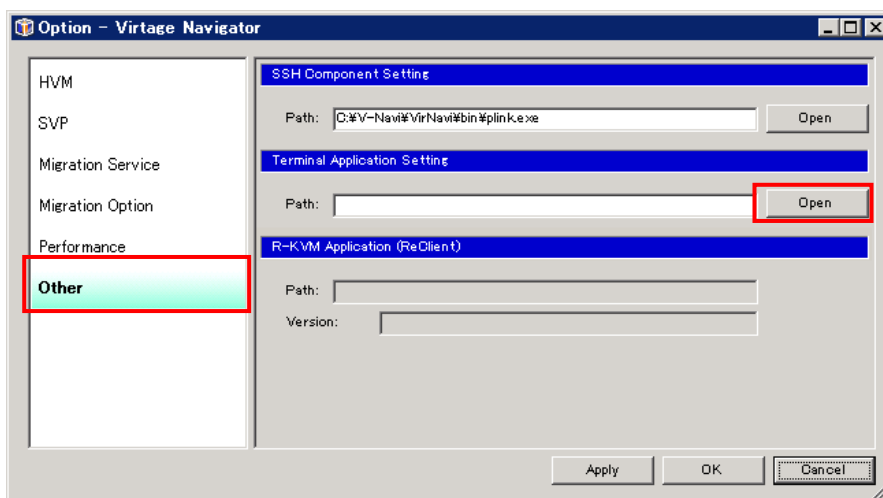 Option - Virtage Navigator
HVM
SVP
Migration Service
Migration Option
Performance
Other
SSH Component Setting
Path: C:¥V-Navi¥VirNavi¥bin¥plink.exe Open
Terminal Application Setting
Path: Open
R-KVM Application (ReClient)
Path:
Version:
Apply OK Cancel